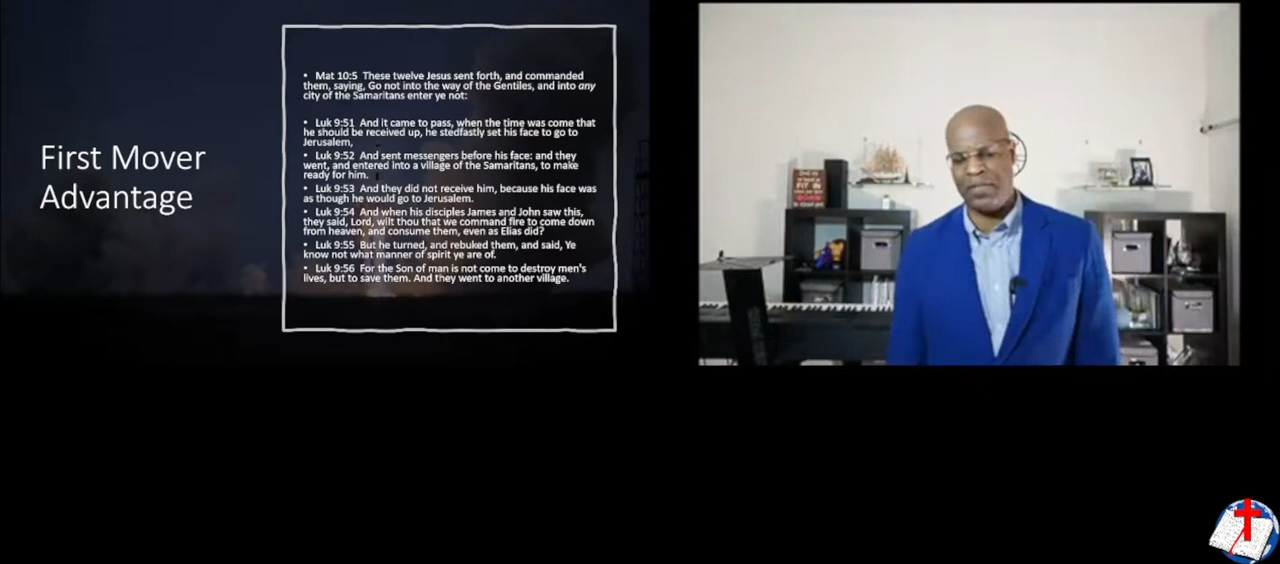 First Mover
Advantage
• Mat 10:5 These twelve Jesus sent forth, and commanded
them, saying, Go not into the way of the Gentiles, and into any
city of the Samaritans enter ye not:
• Luk 9:51 And it came to pass, when the time was come that
he should be received up, he stedfastly set his face to go to
Jerusalem,
• Luk 9:52 And sent messengers before his face: and they
went, and entered into a village of the Samaritans, to make
ready for him.
• Luk 9:53 And they did not receive him, because his face was
as though he would go to Jerusalem.
• Luk 9:54 And when his disciples James and John saw this,
they said, Lord, wilt thou that we command fire to come down
from heaven, and consume them, even as Elias did?
• Luk 9:55 But he turned, and rebuked them, and said, Ye
know not what manner of spirit ye are of.
• Luk 9:56 For the Son of man is not come to destroy men's
lives, but to save them. And they went to another village.